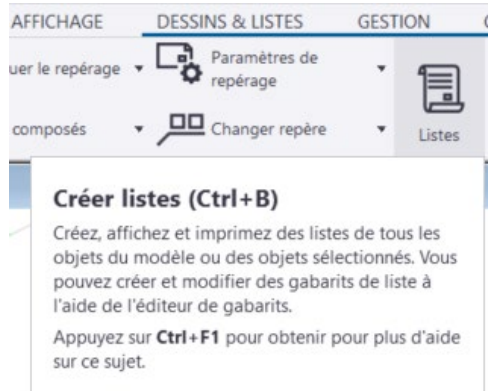 AFFICHAGE DESSINS & LISTES GESTION
uer le repérage Paramètres de
repérage
composés Changer repère Listes
Créer listes (Ctrl+B)
Créez, affichez et imprimez des listes de tous les
objets du modèle ou des objets sélectionnés. Vous
pouvez créer et modifier des gabarits de liste à
l'aide de l'éditeur de gabarits.
Appuyez sur Ctrl+F1 pour obtenir pour plus d'aide
sur ce sujet.